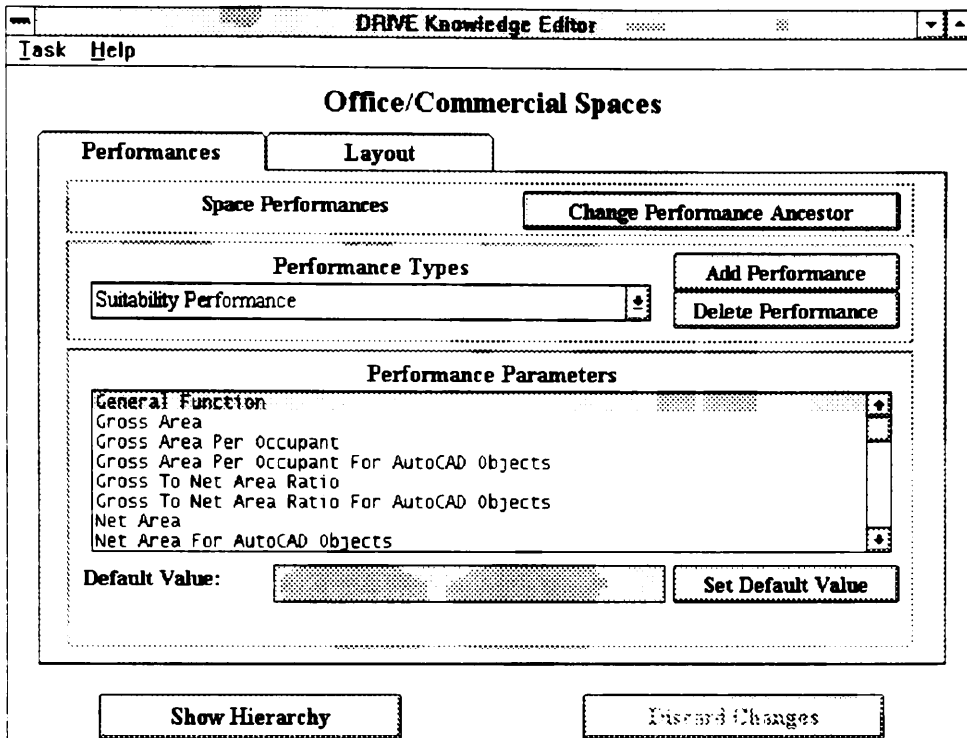 DRIVE Knowledge Editor
Task Help
Office/Commercial Spaces
Performances Layout
Space Performances Change Performance Ancestor
Performance Types Add Performance
Suitability Performance
Delete Performance
Performance Parameters
General Function
Gross Area
Gross Area Per Occupant
Gross Area Per Occupant For AutoCAD Objects
Gross To Net Area Ratio
Gross To Net Area Ratio For AutoCAD Objects
Net Area
Net Area For AutoCAD Objects
Default Value: Set Default Value
Show Hierarchy Discard Changes